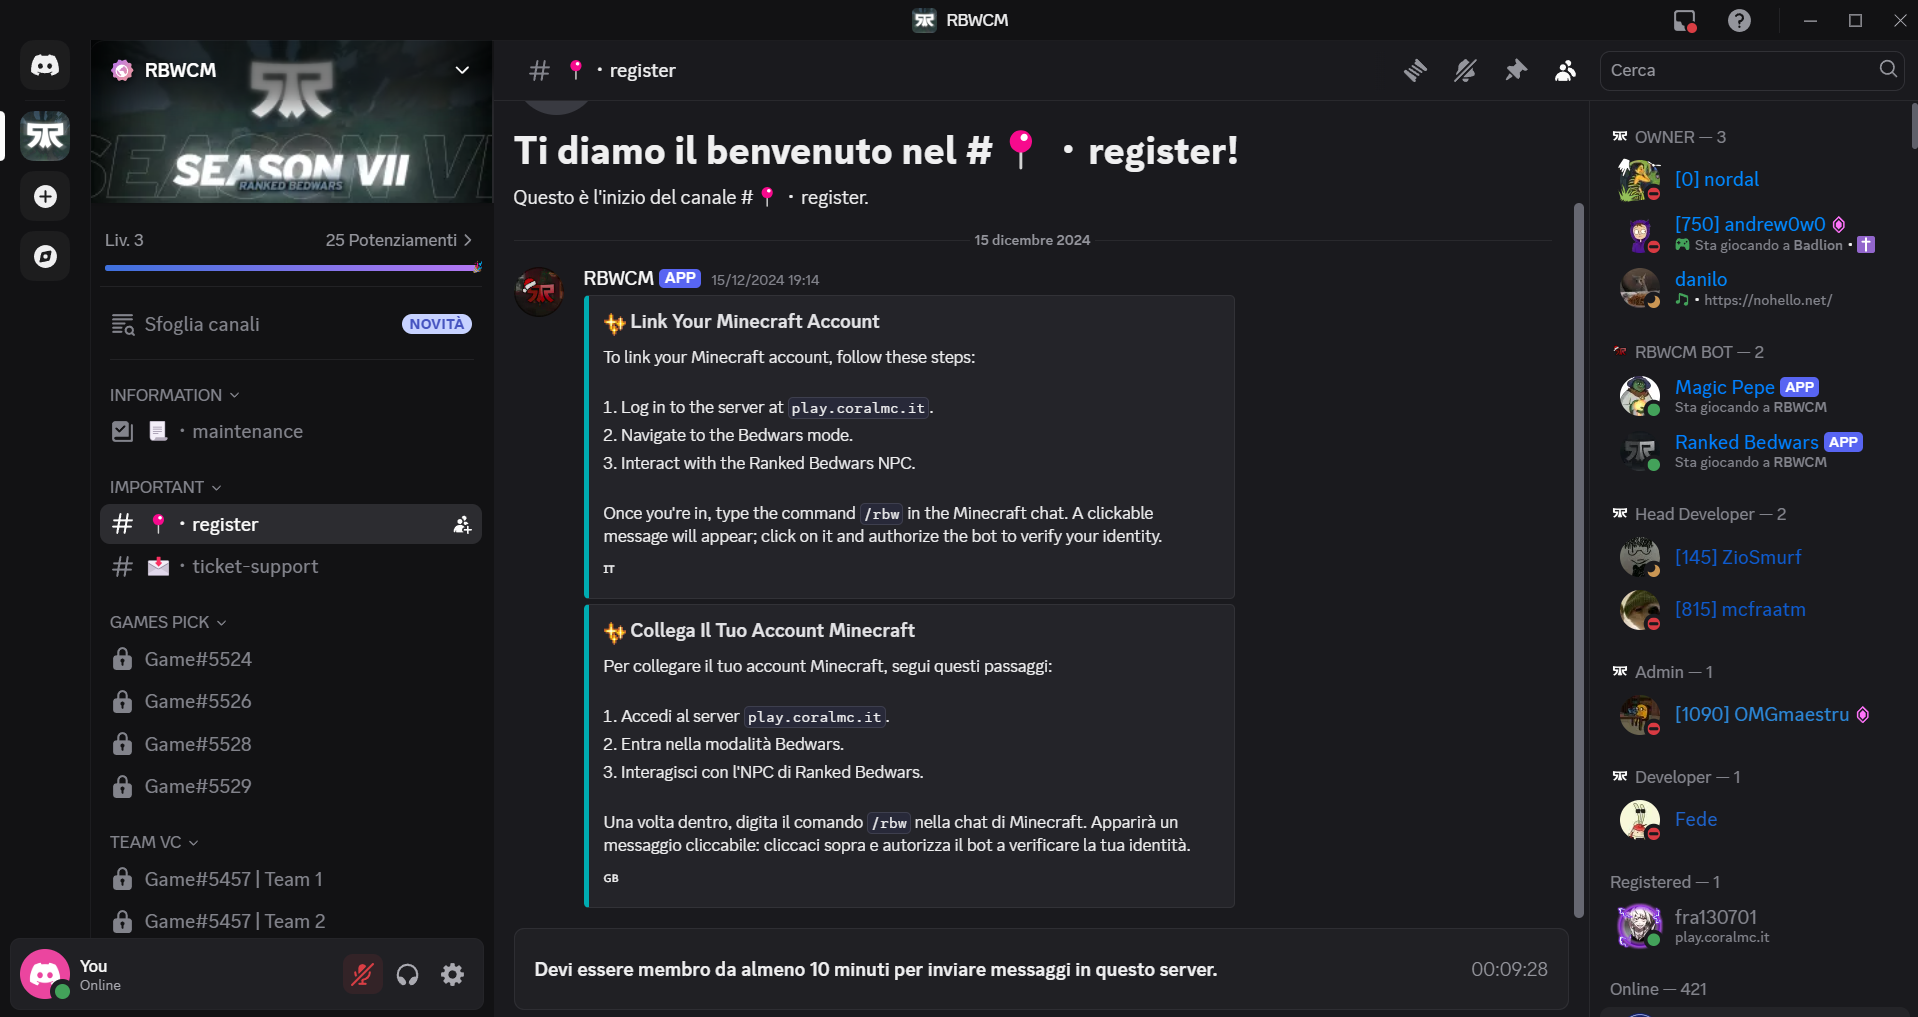 RBWCM
RBWCM
SEASON VII
RANKED BEDWARS
Liv. 3
25 Potenziamenti
Sfoglia canali
NOVITÀ
INFORMATION
・maintenance
IMPORTANT
・register
・ticket-support
GAMES PICK
Game#5524
Game#5526
Game#5528
Game#5529
TEAM VC
Game#5457 | Team 1
Game#5457 | Team 2
You
Online
・register
Cerca
Ti diamo il benvenuto nel #📍・register!
Questo è l'inizio del canale #📍・register.
15 dicembre 2024
RBWCM APP 15/12/2024 19:14
Link Your Minecraft Account
To link your Minecraft account, follow these steps:
1. Log in to the server at play.coralmc.it.
2. Navigate to the Bedwars mode.
3. Interact with the Ranked Bedwars NPC.
Once you're in, type the command /rbw in the Minecraft chat. A clickable
message will appear; click on it and authorize the bot to verify your identity.
IT
Collega Il Tuo Account Minecraft
Per collegare il tuo account Minecraft, segui questi passaggi:
1. Accedi al server play.coralmc.it.
2. Entra nella modalità Bedwars.
3. Interagisci con l'NPC di Ranked Bedwars.
Una volta dentro, digita il comando /rbw nella chat di Minecraft. Apparirà un
messaggio cliccabile: cliccaci sopra e autorizza il bot a verificare la tua identità.
GB
Devi essere membro da almeno 10 minuti per inviare messaggi in questo server.
00:09:28
OWNER — 3
[0] nordal
[750] andrew0w0
Sta giocando a Badlion •
danilo
• https://nohello.net/
RBWCM BOT — 2
Magic Pepe APP
Sta giocando a RBWCM
Ranked Bedwars APP
Sta giocando a RBWCM
Head Developer — 2
[145] ZioSmurf
[815] mcfraatm
Admin — 1
[1090] OMGmaestru
Developer — 1
Fede
Registered — 1
fra130701
play.coralmc.it
Online — 421